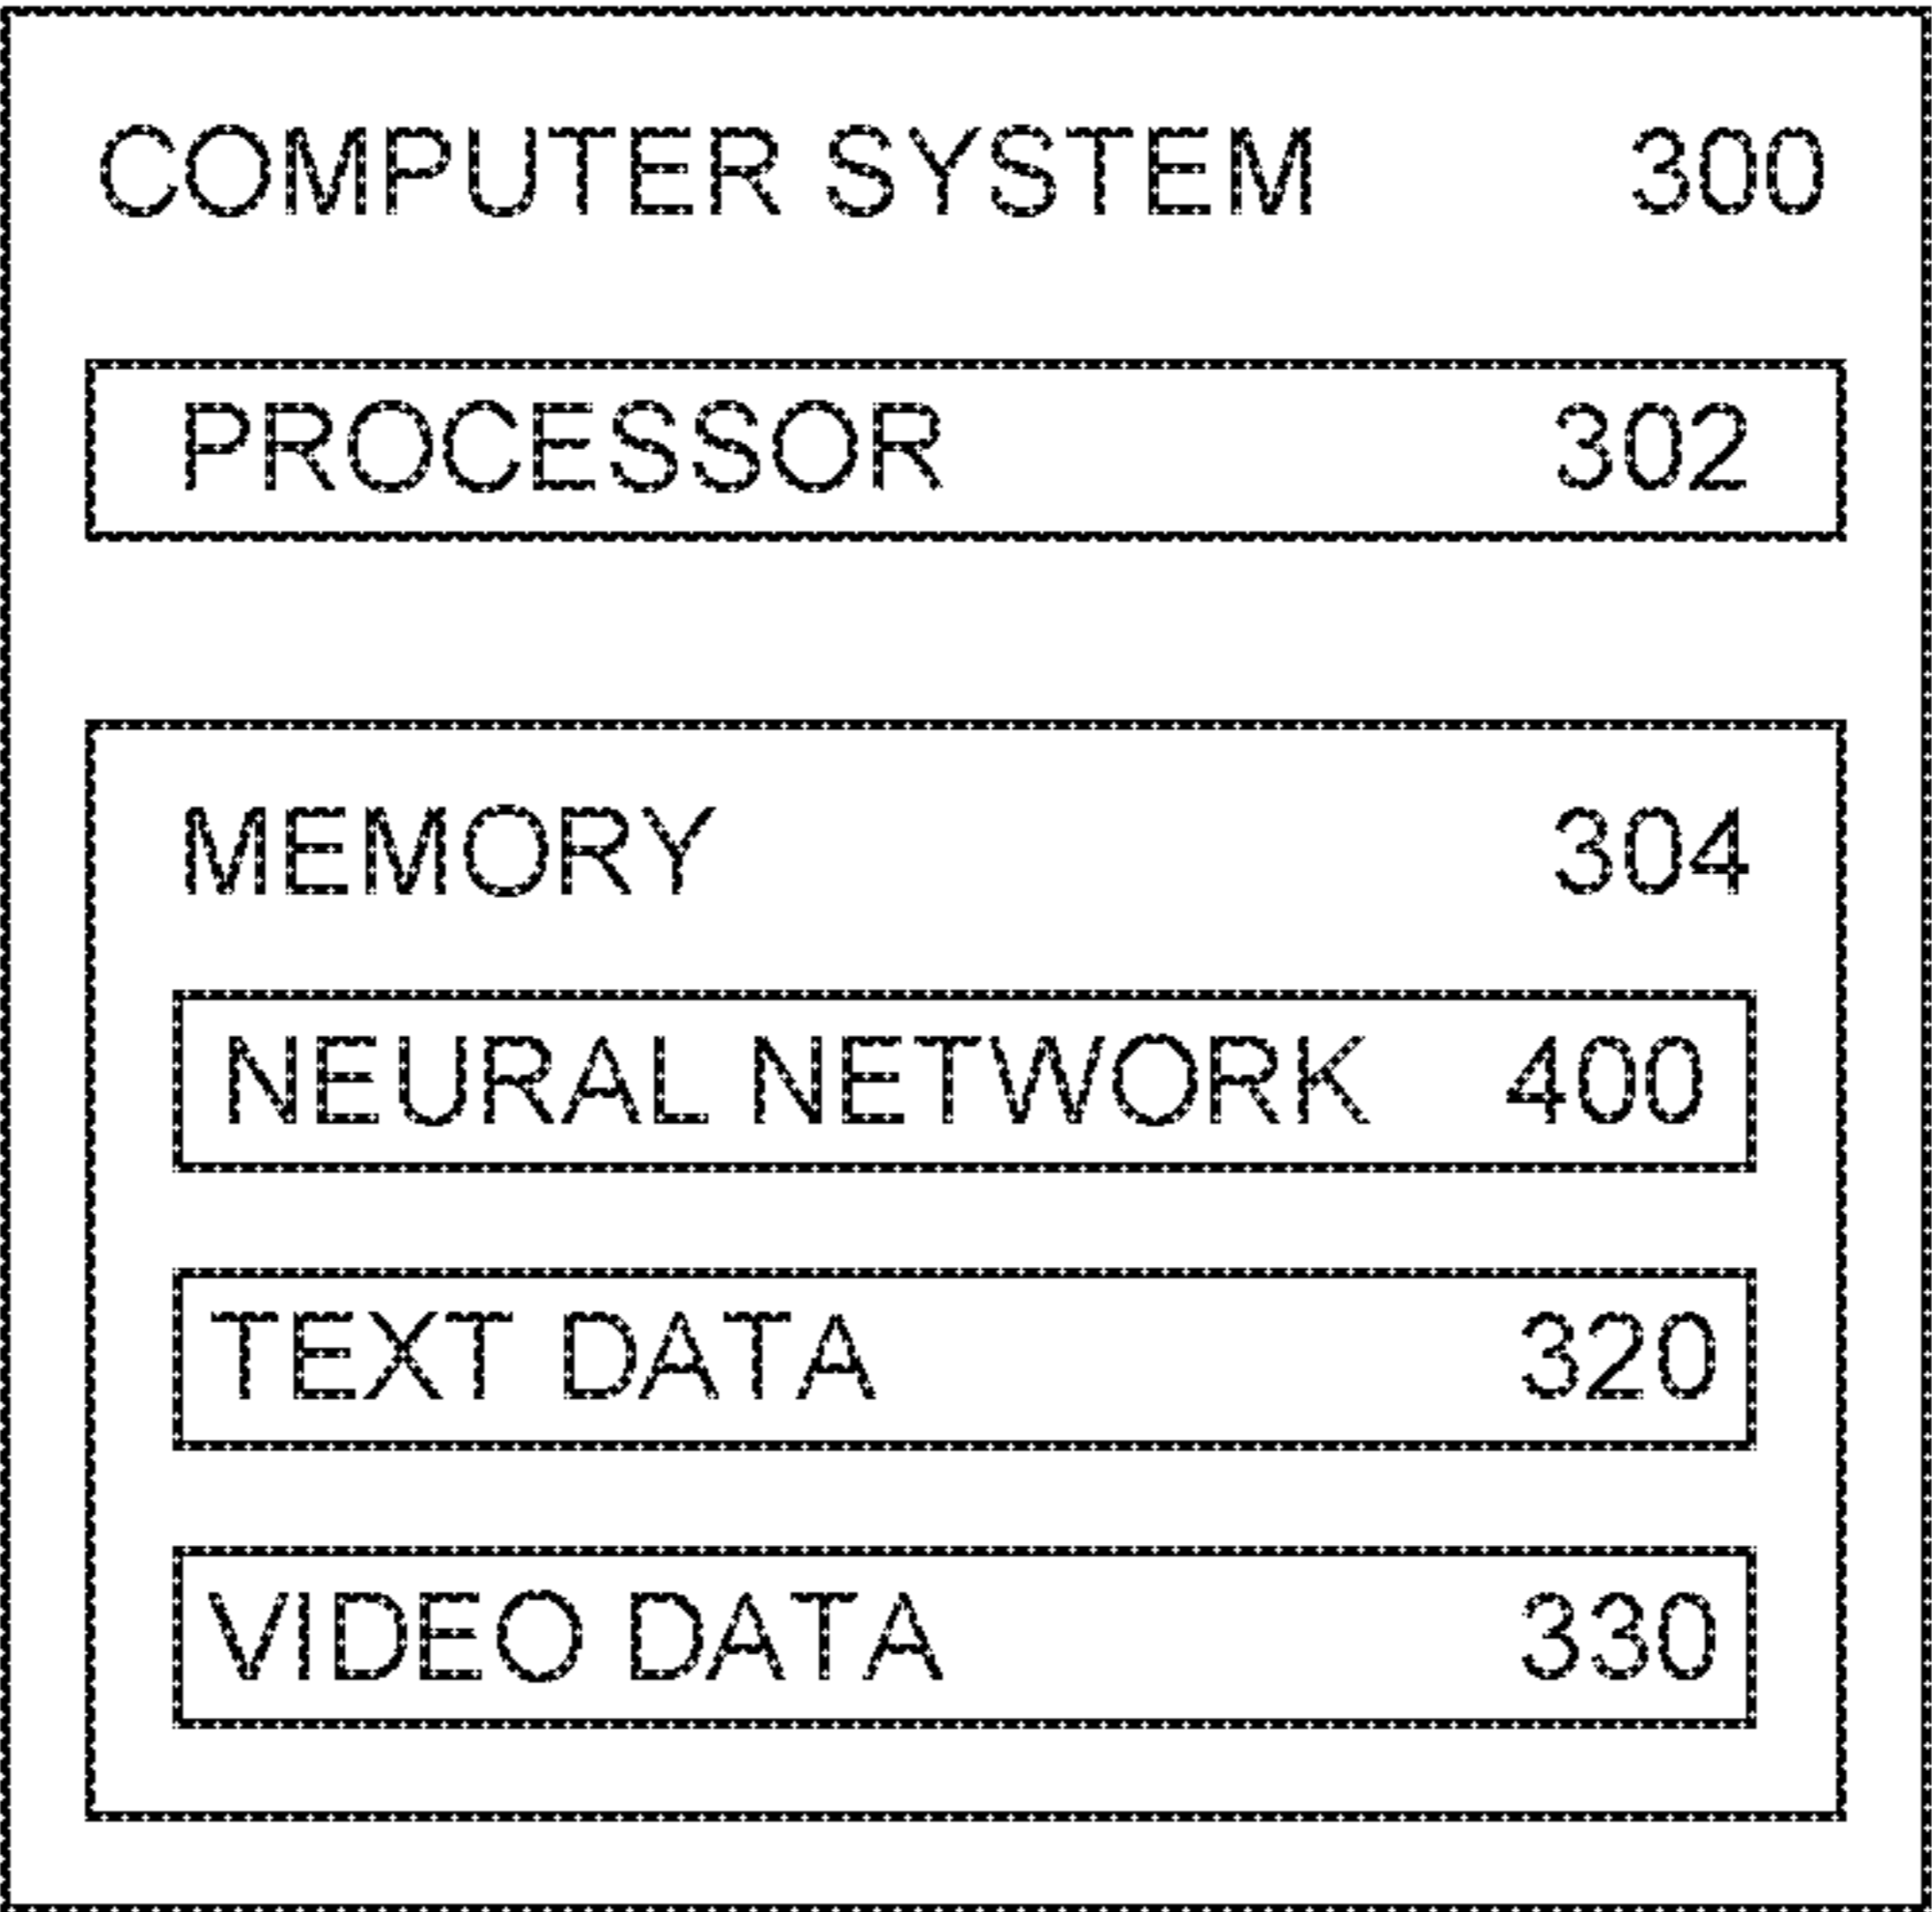 COMPUTER SYSTEM 300
PROCESSOR 302
MEMORY 304
NEURAL NETWORK 400
TEXT DATA 320
VIDEO DATA 330